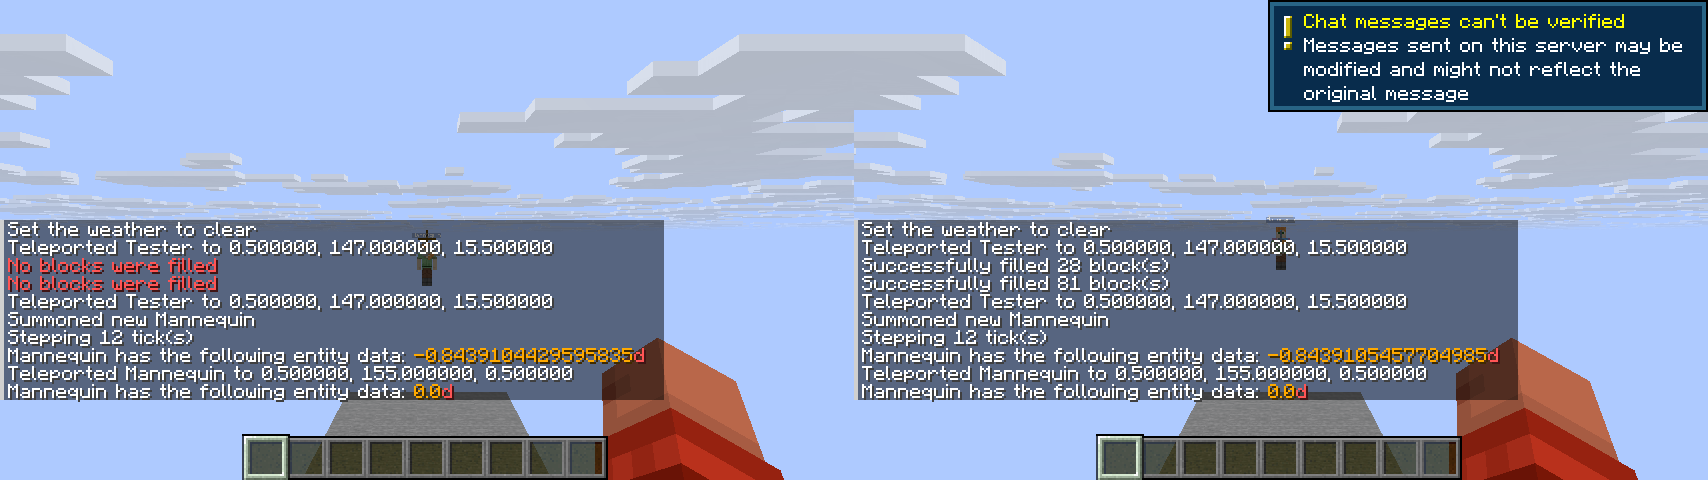 Set the weather to clear
Teleported Tester to 0.500000, 147.000000, 15.500000
No blocks were filled
No blocks were filled
Teleported Tester to 0.500000, 147.000000, 15.500000
Summoned new Mannequin
Stepping 12 tick(s)
Mannequin has the following entity data: -0.8439104429595835d
Teleported Mannequin to 0.500000, 155.000000, 0.500000
Mannequin has the following entity data: 0.0d
Chat messages can't be verified
Messages sent on this server may be
modified and might not reflect the
original message
Set the weather to clear
Teleported Tester to 0.500000, 147.000000, 15.500000
Successfully filled 28 block(s)
Successfully filled 81 block(s)
Teleported Tester to 0.500000, 147.000000, 15.500000
Summoned new Mannequin
Stepping 12 tick(s)
Mannequin has the following entity data: -0.8439105457704985d
Teleported Mannequin to 0.500000, 155.000000, 0.500000
Mannequin has the following entity data: 0.0d